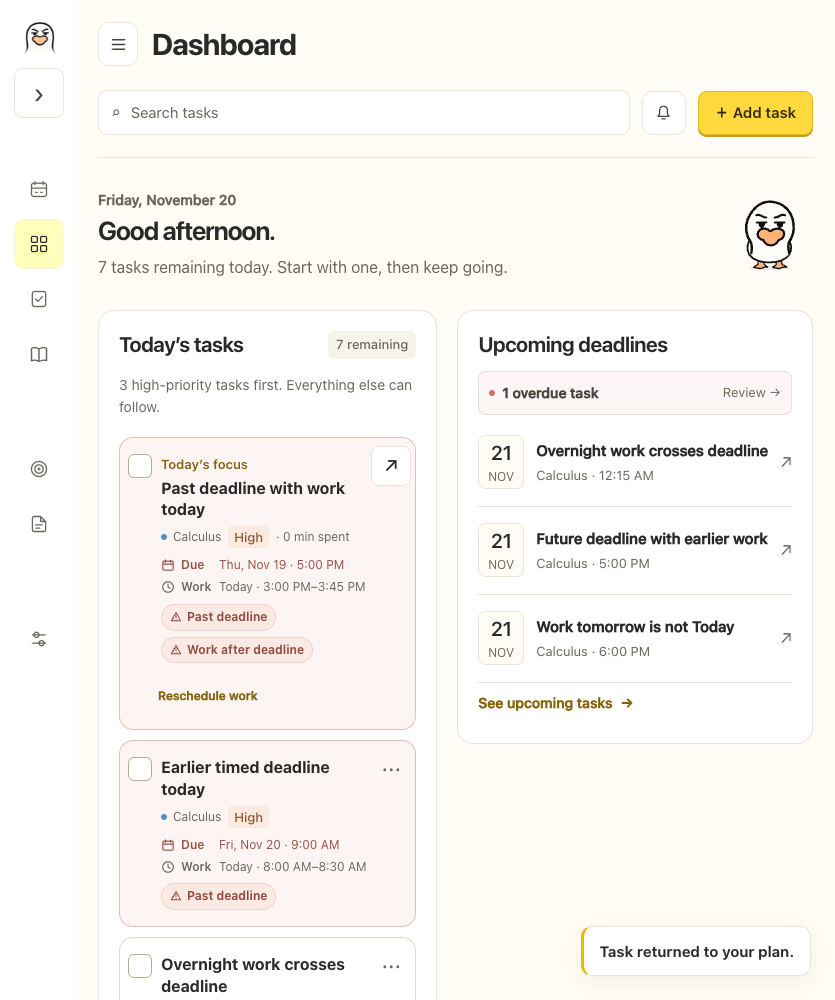 Dashboard
Search tasks
+ Add task
Friday, November 20
Good afternoon.
7 tasks remaining today. Start with one, then keep going.
Today’s tasks
7 remaining
3 high-priority tasks first. Everything else can
follow.
Today’s focus
Past deadline with work
today
Calculus High · 0 min spent
Due Thu, Nov 19 · 5:00 PM
Work Today · 3:00 PM–3:45 PM
Past deadline
Work after deadline
Reschedule work
Earlier timed deadline
today
Calculus High
Due Fri, Nov 20 · 9:00 AM
Work Today · 8:00 AM–8:30 AM
Past deadline
Overnight work crosses
deadline
Upcoming deadlines
1 overdue task
Review →
21
NOV
Overnight work crosses deadline
Calculus · 12:15 AM
21
NOV
Future deadline with earlier work
Calculus · 5:00 PM
21
NOV
Work tomorrow is not Today
Calculus · 6:00 PM
See upcoming tasks →
Task returned to your plan.